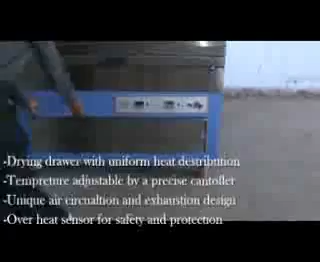 -Drying drawer with uniform heat destribution
-Tempreture adjustable by a precise cantoller
-Unique air circualtion and exhaustion design
-Over heat sensor for safety and protection